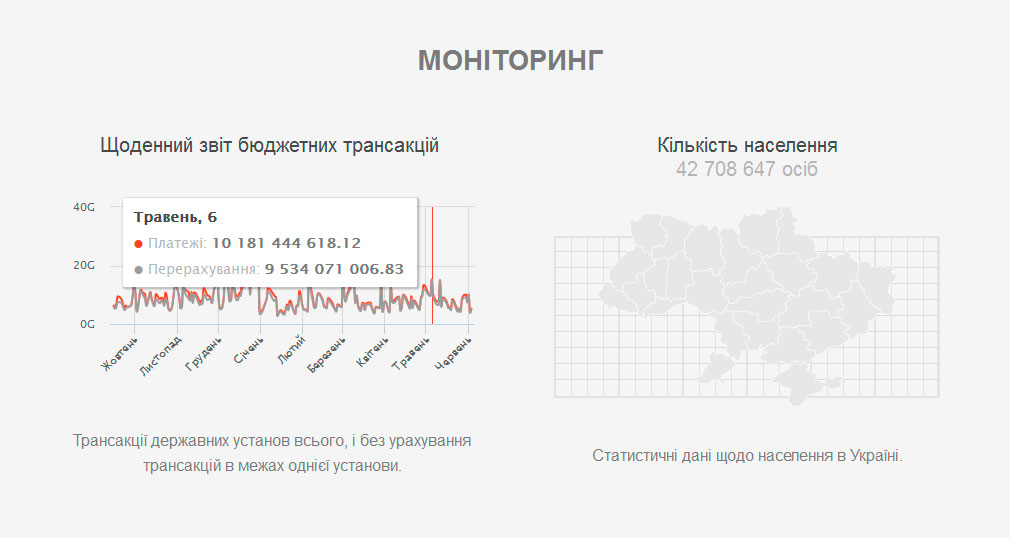 МОНІТОРИНГ
Щоденний звіт бюджетних трансакцій
40G
20G
0G
Травень, 6
Платежі: 10 181 444 618.12
Перерахування: 9 534 071 006.83
Жовтень
Листопад
Грудень
Січень
Лютий
Березень
Квітень
Травень
Червень
Трансакції державних установ всього, і без урахування
трансакцій в межах однієї установи.
Кількість населення
42 708 647 осіб
Статистичні дані щодо населення в Україні.